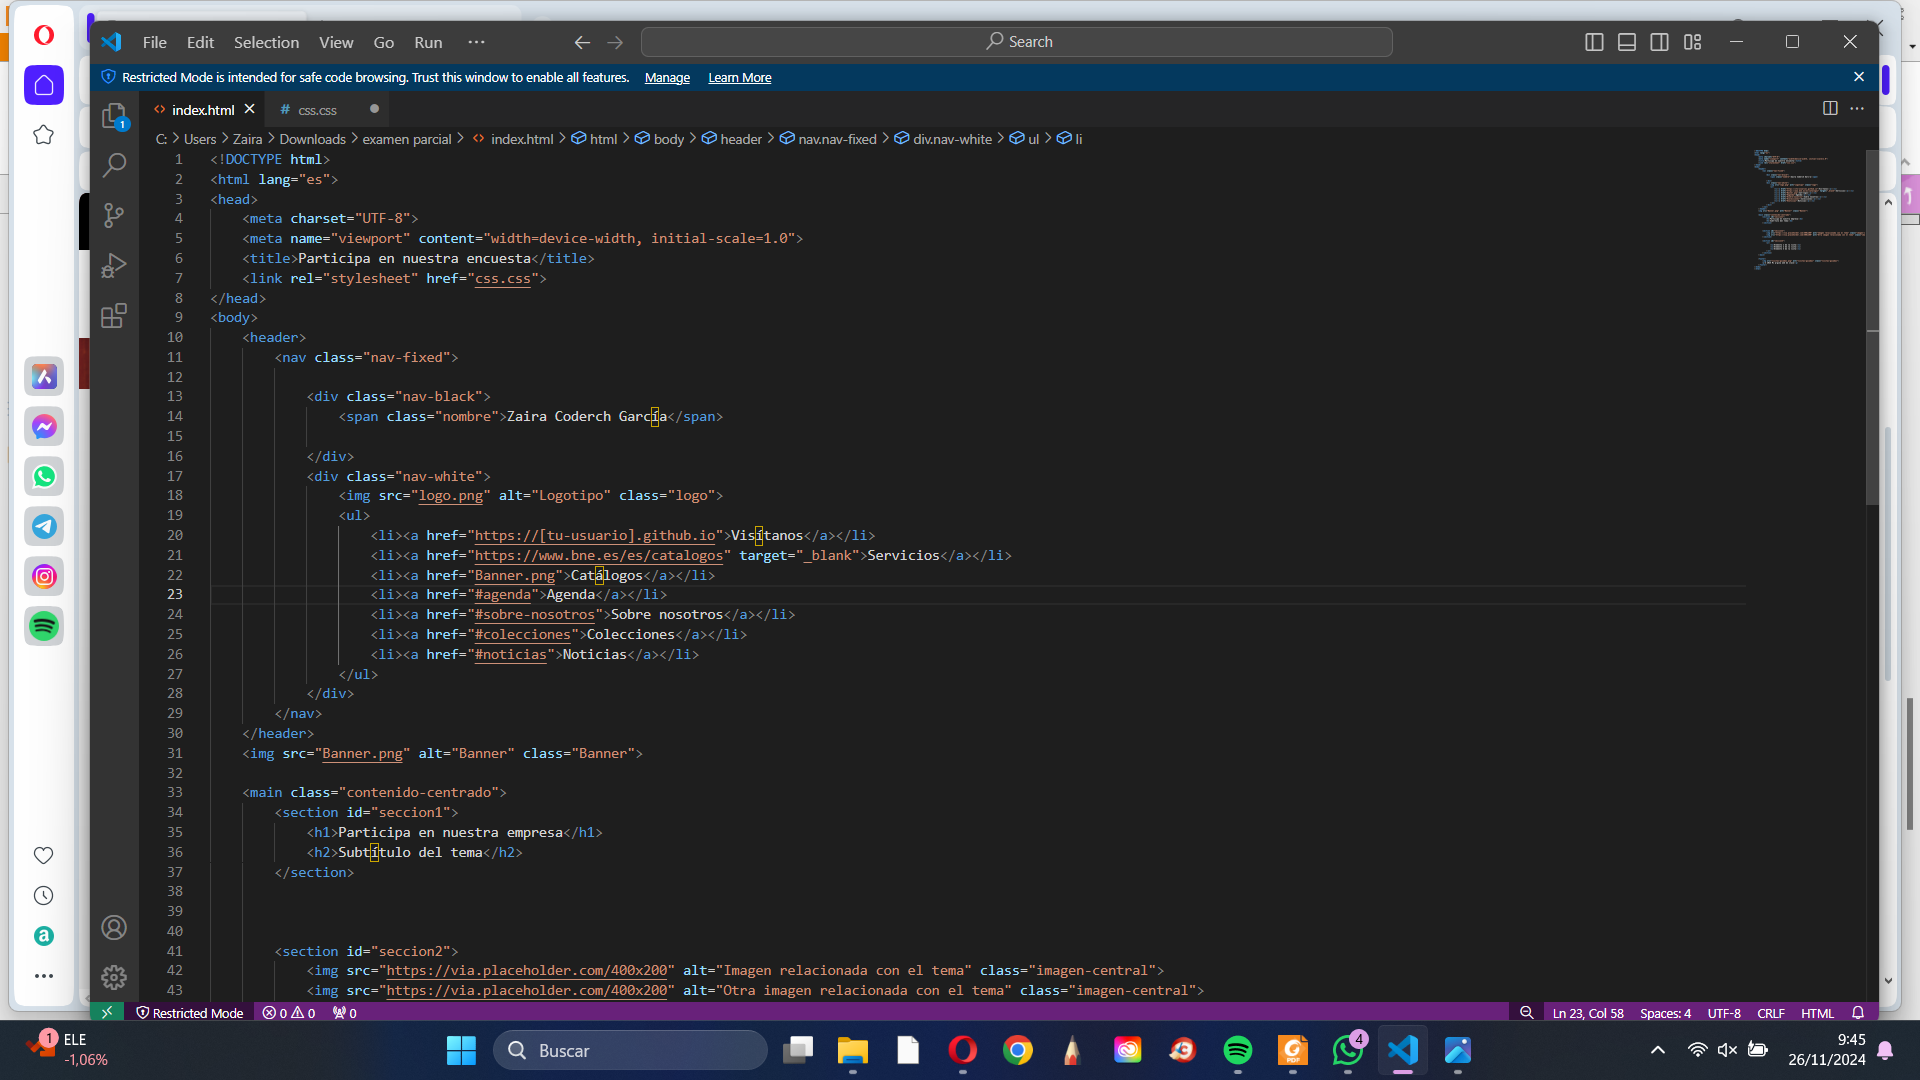 File Edit Selection View Go Run ··· Search
Restricted Mode is intended for safe code browsing. Trust this window to enable all features. Manage Learn More
index.html # css.css
C: > Users > Zaira > Downloads > examen parcial > index.html > html > body > header > nav.nav-fixed > div.nav-white > ul > li
1 <!DOCTYPE html>
2 <html lang="es">
3 <head>
4 <meta charset="UTF-8">
5 <meta name="viewport" content="width=device-width, initial-scale=1.0">
6 <title>Participa en nuestra encuesta</title>
7 <link rel="stylesheet" href="css.css">
8 </head>
9 <body>
10 <header>
11 <nav class="nav-fixed">
12
13 <div class="nav-black">
14 <span class="nombre">Zaira Coderch García</span>
15
16 </div>
17 <div class="nav-white">
18 <img src="logo.png" alt="Logotipo" class="logo">
19 <ul>
20 <li><a href="https://[tu-usuario].github.io">Visítanos</a></li>
21 <li><a href="https://www.bne.es/es/catalogos" target="_blank">Servicios</a></li>
22 <li><a href="Banner.png">Catálogos</a></li>
23 <li><a href="#agenda">Agenda</a></li>
24 <li><a href="#sobre-nosotros">Sobre nosotros</a></li>
25 <li><a href="#colecciones">Colecciones</a></li>
26 <li><a href="#noticias">Noticias</a></li>
27 </ul>
28 </div>
29 </nav>
30 </header>
31 <img src="Banner.png" alt="Banner" class="Banner">
32
33 <main class="contenido-centrado">
34 <section id="seccion1">
35 <h1>Participa en nuestra empresa</h1>
36 <h2>Subtítulo del tema</h2>
37 </section>
38
39
40
41 <section id="seccion2">
42 <img src="https://via.placeholder.com/400x200" alt="Imagen relacionada con el tema" class="imagen-central">
43 <img src="https://via.placeholder.com/400x200" alt="Otra imagen relacionada con el tema" class="imagen-central">
Restricted Mode 0 0 0 Ln 23, Col 58 Spaces: 4 UTF-8 CRLF HTML
1 ELE
-1,06%
Buscar
4
9:45
26/11/2024